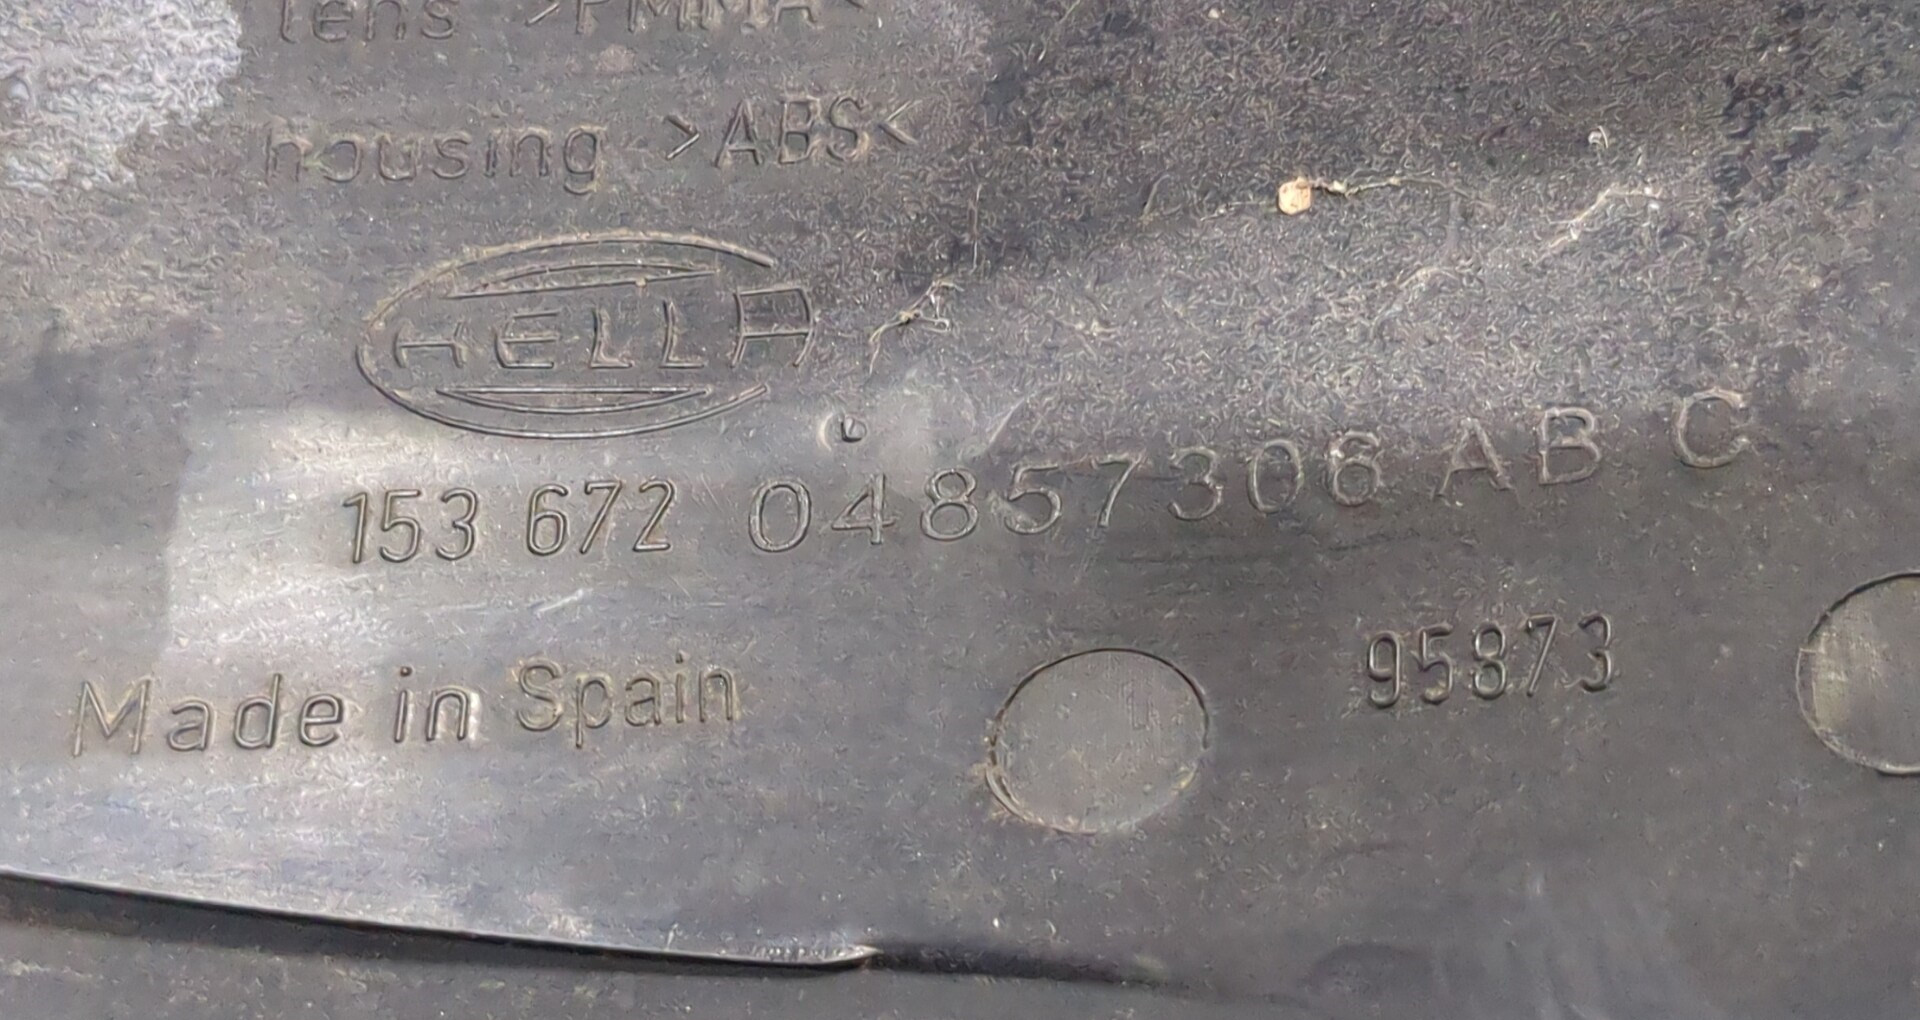 lens >PMMA<
housing >ABS<
HELLA
153 672 04857306 AB C
Made in Spain
95873